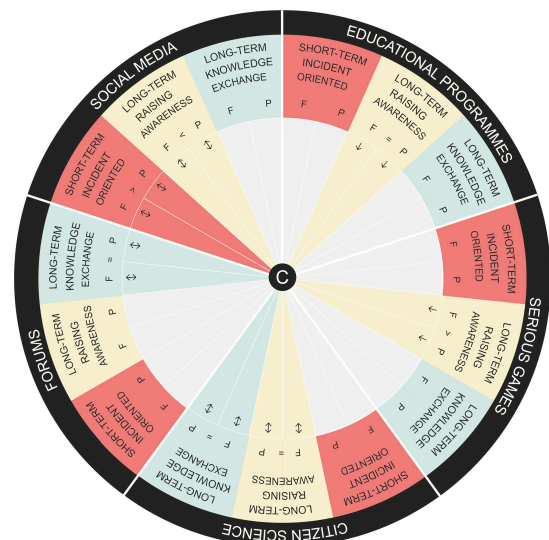 EDUCATIONAL PROGRAMMES
SHORT-TERM
INCIDENT
ORIENTED
F P
LONG-TERM
RAISING
AWARENESS
F = P
↓ ↓
LONG-TERM
KNOWLEDGE
EXCHANGE
F P
SERIOUS GAMES
SHORT-TERM
INCIDENT
ORIENTED
F P
LONG-TERM
RAISING
AWARENESS
F > P
↓ ↓
LONG-TERM
KNOWLEDGE
EXCHANGE
F P
CITIZEN SCIENCE
SHORT-TERM
INCIDENT
ORIENTED
F P
LONG-TERM
RAISING
AWARENESS
F = P
↕ ↕
LONG-TERM
KNOWLEDGE
EXCHANGE
F = P
↕ ↕
FORUMS
SHORT-TERM
INCIDENT
ORIENTED
F P
LONG-TERM
RAISING
AWARENESS
F P
LONG-TERM
KNOWLEDGE
EXCHANGE
F = P
↕ ↕
SOCIAL MEDIA
SHORT-TERM
INCIDENT
ORIENTED
F > P
↕ ↕
LONG-TERM
RAISING
AWARENESS
F < P
↕ ↕
LONG-TERM
KNOWLEDGE
EXCHANGE
F P
C